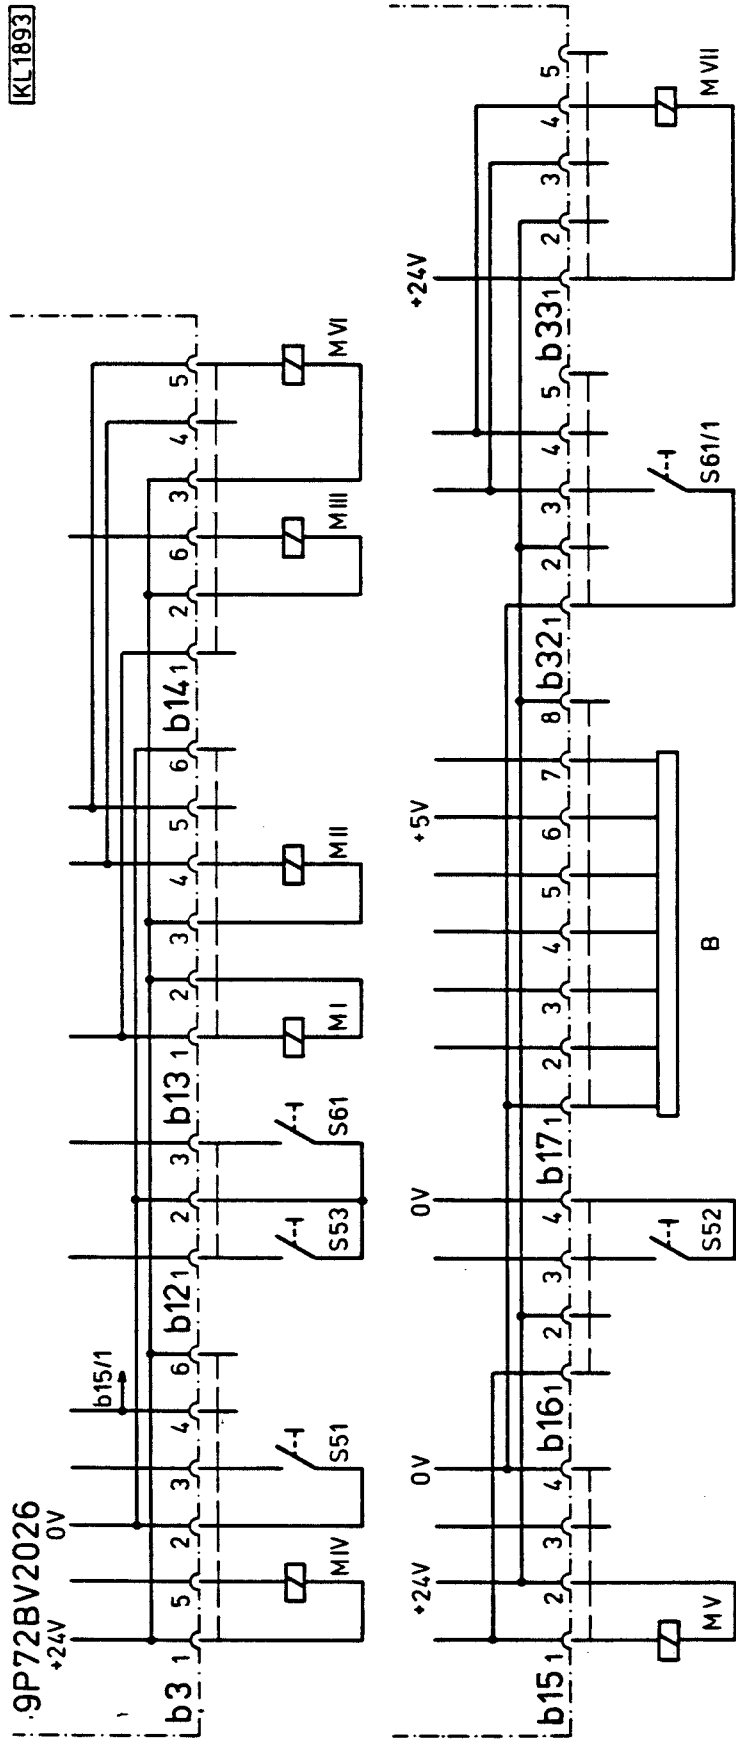 KL1893
9P72BV2026
+24V 0V b15/1
b3 1 5 2 3 4 6 b12 1 2 3 b13 1 2 3 4 5 6 b14 1 2 6 3 4 5
MIV S51 S53 S61 MI MII MIII MVI
+24V 0V 0V +5V +24V
b15 1 2 3 4 b16 1 2 3 4 b17 1 2 3 4 5 6 7 8 b32 1 2 3 4 5 b33 1 2 3 4 5
MV S52 B S61/1 MVII